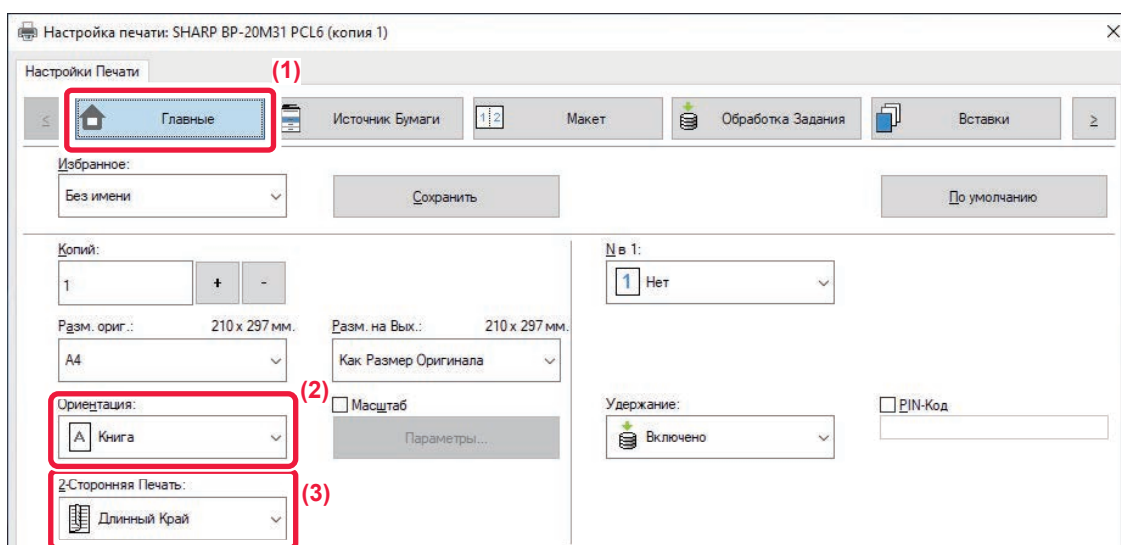 Настройка печати: SHARP BP-20M31 PCL6 (копия 1)
Настройки Печати
(1)
≤ Главные Источник Бумаги 1 2 Макет Обработка Задания Вставки ≥
Избранное:
Без имени Сохранить По умолчанию
Копий: N в 1:
1 + - 1 Нет
Разм. ориг.: 210 x 297 мм. Разм. на Вых.: 210 x 297 мм.
A4 Как Размер Оригинала
(2)
Ориентация: Масштаб Удержание: PIN-Код
A Книга Параметры... Включено
2-Сторонняя Печать:
(3)
Длинный Край